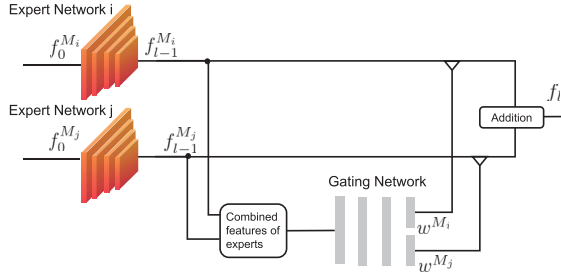 Expert Network i
f_0^{M_i}
f_{l-1}^{M_i}
Expert Network j
f_0^{M_j}
f_{l-1}^{M_j}
f_l
Addition
Gating Network
Combined
features of
experts
w^{M_i}
w^{M_j}